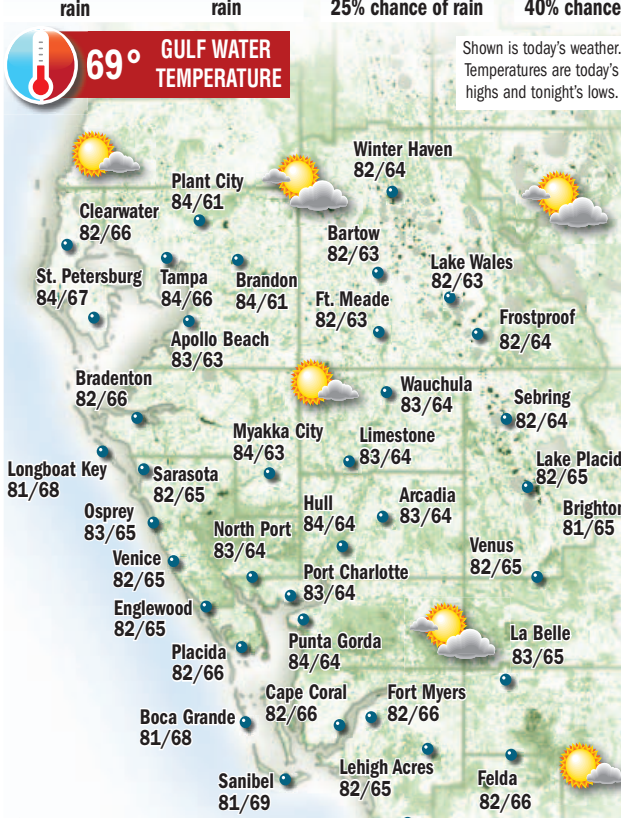 rain rain 25% chance of rain 40% chance
69° GULF WATER
TEMPERATURE
Shown is today's weather.
Temperatures are today's
highs and tonight's lows.
Winter Haven
82/64
Plant City
84/61
Clearwater
82/66
Bartow
82/63
Lake Wales
82/63
St. Petersburg
84/67
Tampa
84/66
Brandon
84/61
Ft. Meade
82/63
Frostproof
82/64
Apollo Beach
83/63
Bradenton
82/66
Wauchula
83/64
Sebring
82/64
Myakka City
84/63
Limestone
83/64
Longboat Key
81/68
Sarasota
82/65
Lake Placid
82/65
Osprey
83/65
Hull
84/64
Arcadia
83/64
Brighton
81/65
North Port
83/64
Venice
82/65
Venus
82/65
Port Charlotte
83/64
Englewood
82/65
Punta Gorda
84/64
La Belle
83/65
Placida
82/66
Cape Coral
82/66
Fort Myers
82/66
Boca Grande
81/68
Lehigh Acres
82/65
Sanibel
81/69
Felda
82/66